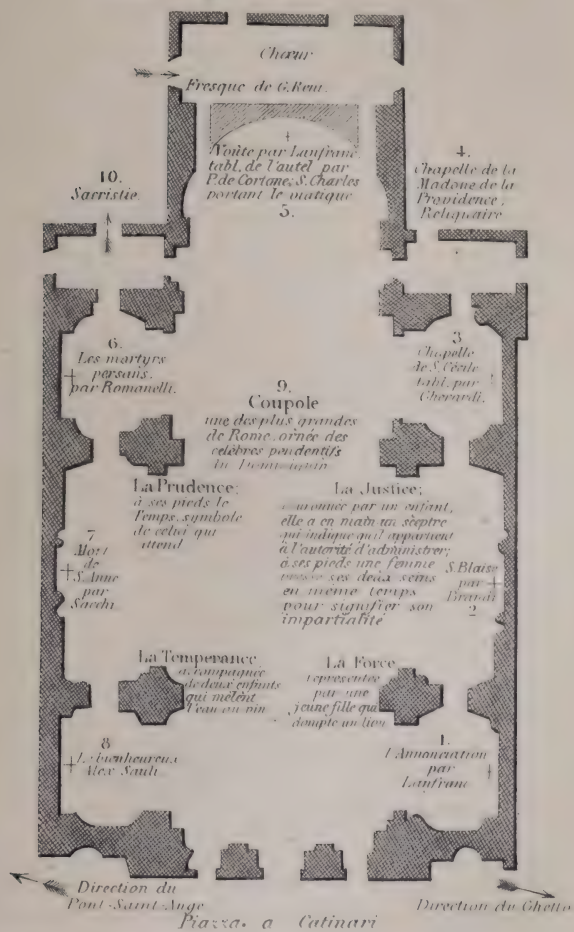 Chœur
Fresque de G. Reni.
Voûte par Lanfranc,
tabl. de l'autel par
P. de Cortone; S. Charles
portant le viatique
5.
10.
Sacristie.
4.
Chapelle de la
Madone de la
Providence.
Reliquaire
6.
Les martyrs
persans,
par Romanelli.
3
Chapelle
de S. Cécile
tabl. par
Gherardi.
9.
Coupole
une des plus grandes
de Rome, ornée des
célèbres pendentifs
du Dominiquin
La Prudence;
à ses pieds le
Temps, symbole
de celui qui
attend
La Justice;
couronnée par un enfant,
elle a en main un sceptre
qui indique qu'il appartient
à l'autorité d'administrer;
à ses pieds une femme
presse ses deux seins
en même temps
pour signifier son
impartialité
7
Mort
de
S. Anne
par
Sacchi
S. Blaise
par
Brandi
2
La Temperance
accompagnée
de deux enfants
qui mêlent
l'eau au vin
La Force
représentée
par une
jeune fille qui
dompte un lion
8
Le bienheureux
Alex Sauli.
1.
L'Annonciation
par
Lanfranc
Direction du
Pont-Saint-Ange
Direction du Ghetto
Piazza. a Catinari